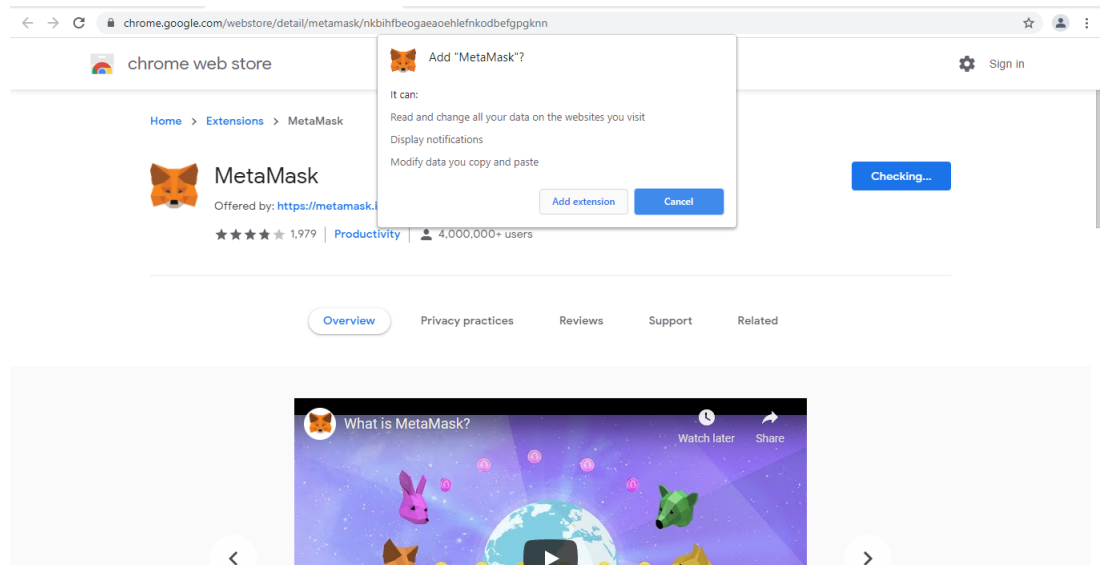 chrome.google.com/webstore/detail/metamask/nkbihfbeogaeaoehlefnkodbefgpgknn
chrome web store
Sign in
Add "MetaMask"?
It can:
Read and change all your data on the websites you visit
Display notifications
Modify data you copy and paste
Add extension
Cancel
Home > Extensions > MetaMask
MetaMask
Checking...
Offered by: https://metamask.i
1,979 Productivity 4,000,000+ users
Overview Privacy practices Reviews Support Related
What is MetaMask?
Watch later Share